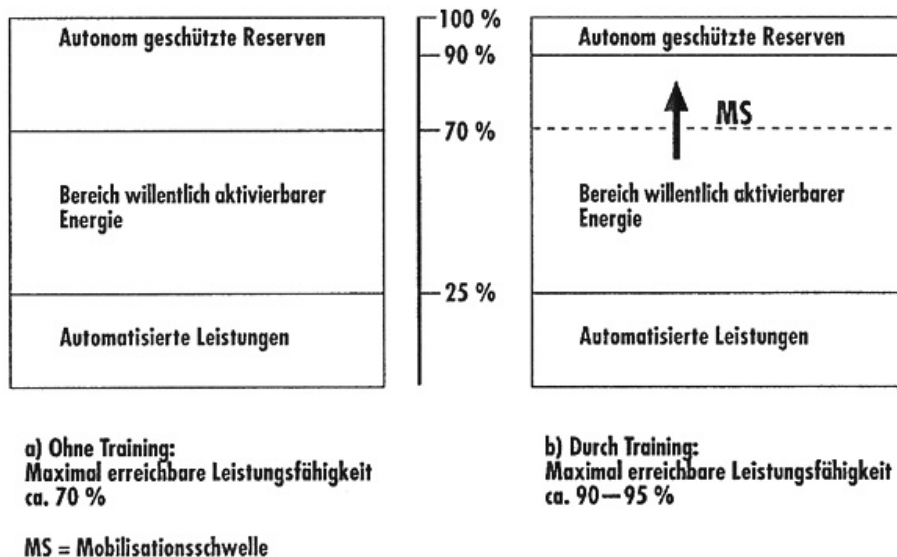 Autonom geschützte Reserven
Bereich willentlich aktivierbarer
Energie
Automatisierte Leistungen
100 %
90 %
70 %
25 %
Autonom geschützte Reserven
MS
Bereich willentlich aktivierbarer
Energie
Automatisierte Leistungen
a) Ohne Training:
Maximal erreichbare Leistungsfähigkeit
ca. 70 %
MS = Mobilisationsschwelle
b) Durch Training:
Maximal erreichbare Leistungsfähigkeit
ca. 90—95 %